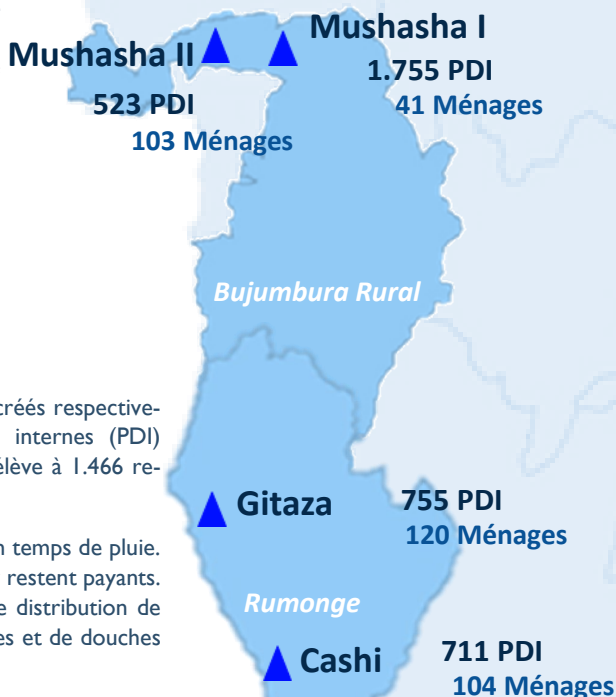 Mushasha I
Mushasha II
1.755 PDI
41 Ménages
523 PDI
103 Ménages
Bujumbura Rural
créés respective-
internes (PDI)
élève à 1.466 re-
Gitaza
755 PDI
120 Ménages
n temps de pluie.
restent payants.
e distribution de
es et de douches
Rumonge
Cashi
711 PDI
104 Ménages